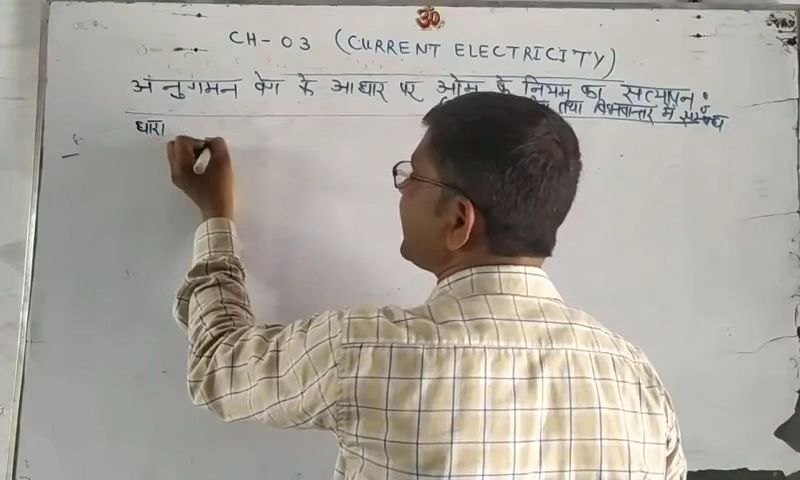 ॐ
CH-03 (CURRENT ELECTRICITY)
अनुगमन वेग के आधार पर ओम के नियम का सत्यापन:
तथा विभवान्तर में सम्बंध
धारा